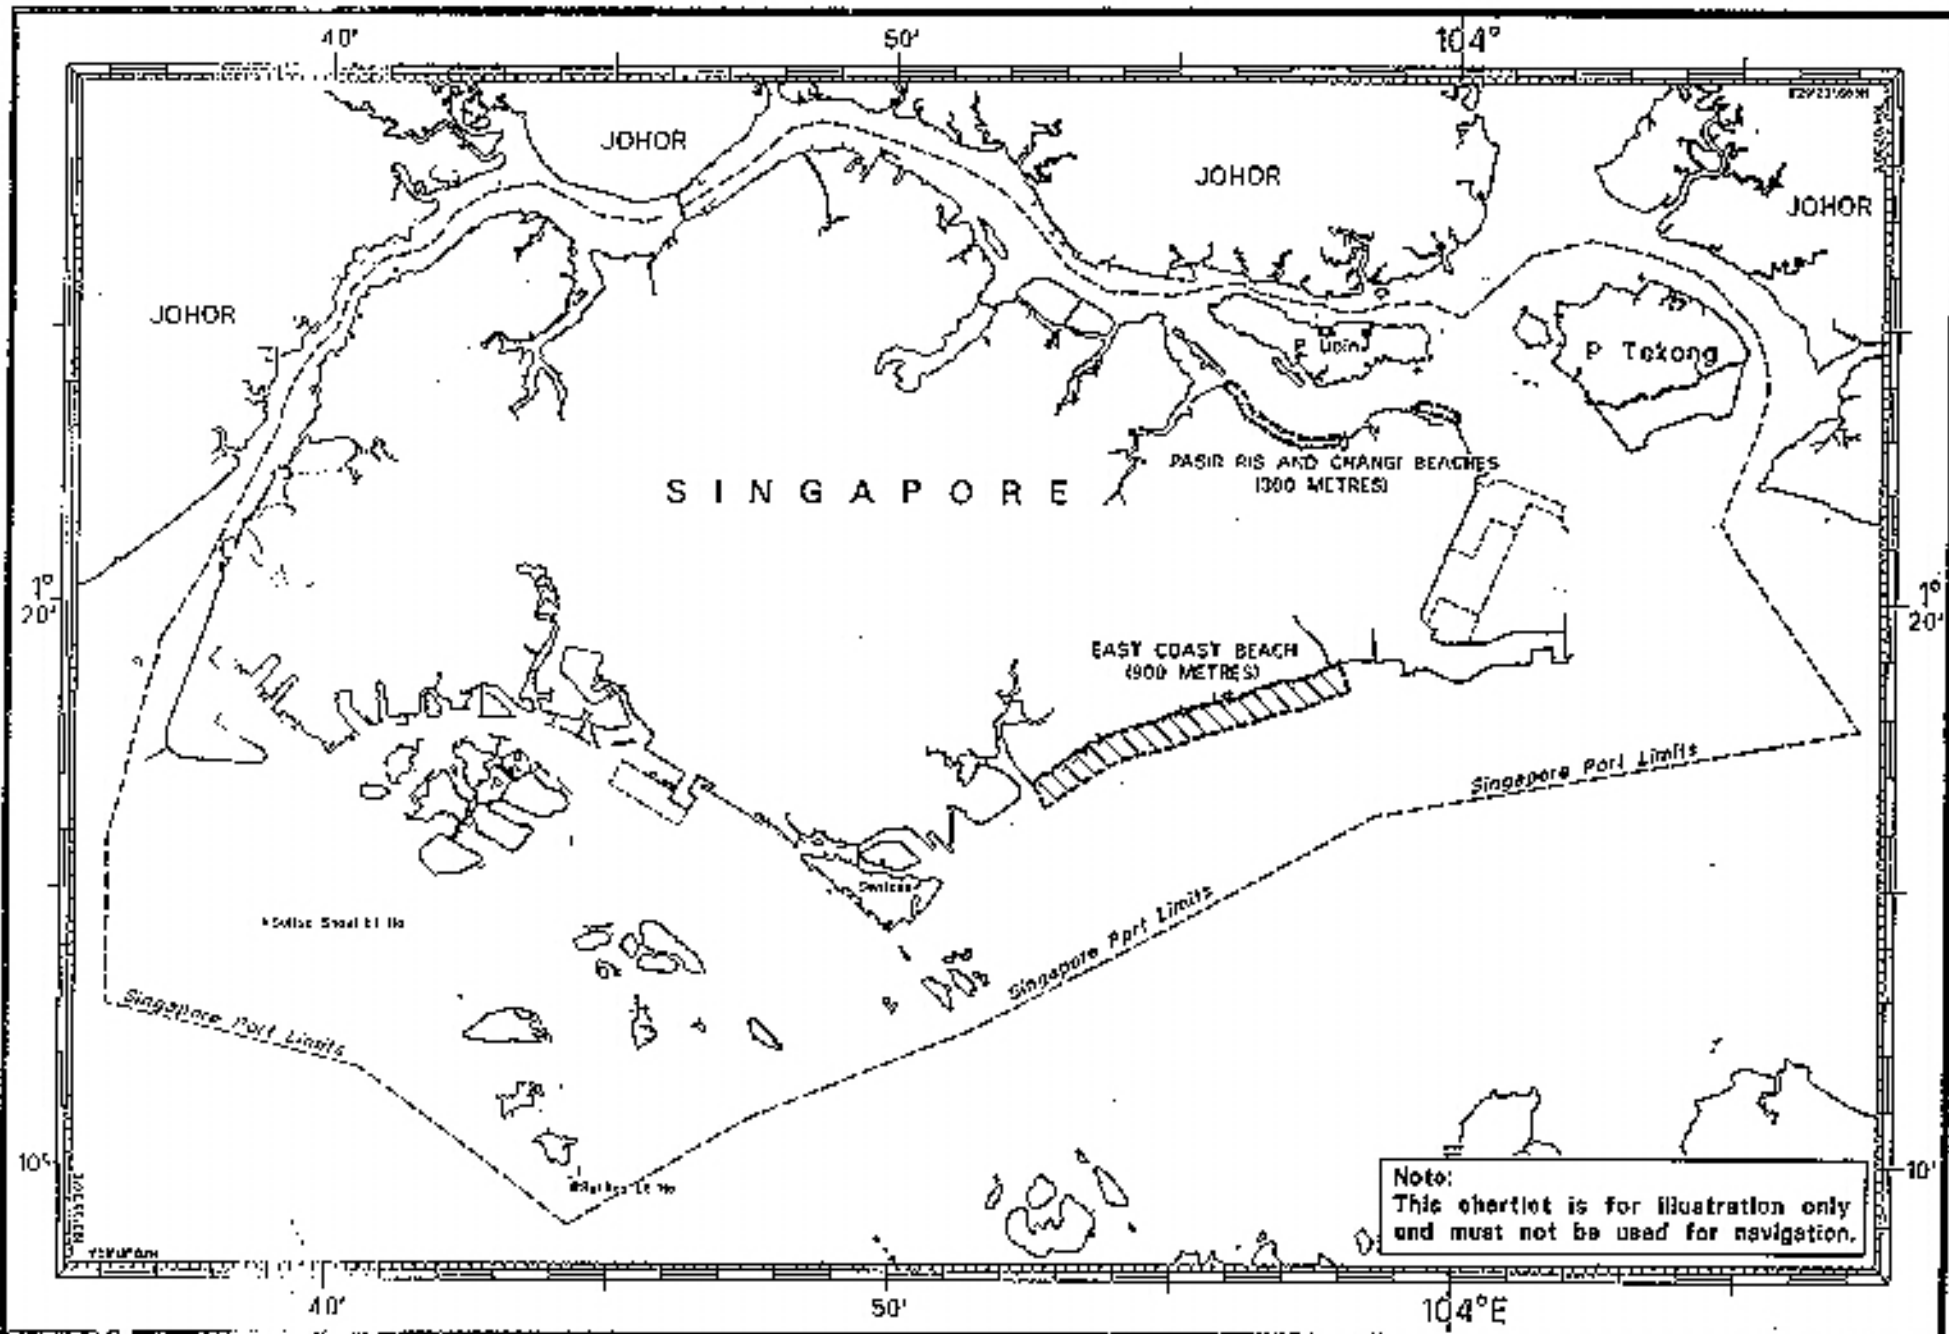 40'
50'
104°
JOHOR
JOHOR
JOHOR
JOHOR
P Ubin
P Tekong
PASIR RIS AND CHANGI BEACHES
(300 METRES)
SINGAPORE
1°
20'
1°
20'
EAST COAST BEACH
(900 METRES)
Singapore Port Limits
Sentosa
Singapore Port Limits
Singapore Port Limits
10'
10'
Note:
This chartlet is for illustration only
and must not be used for navigation.
40'
50'
104°E